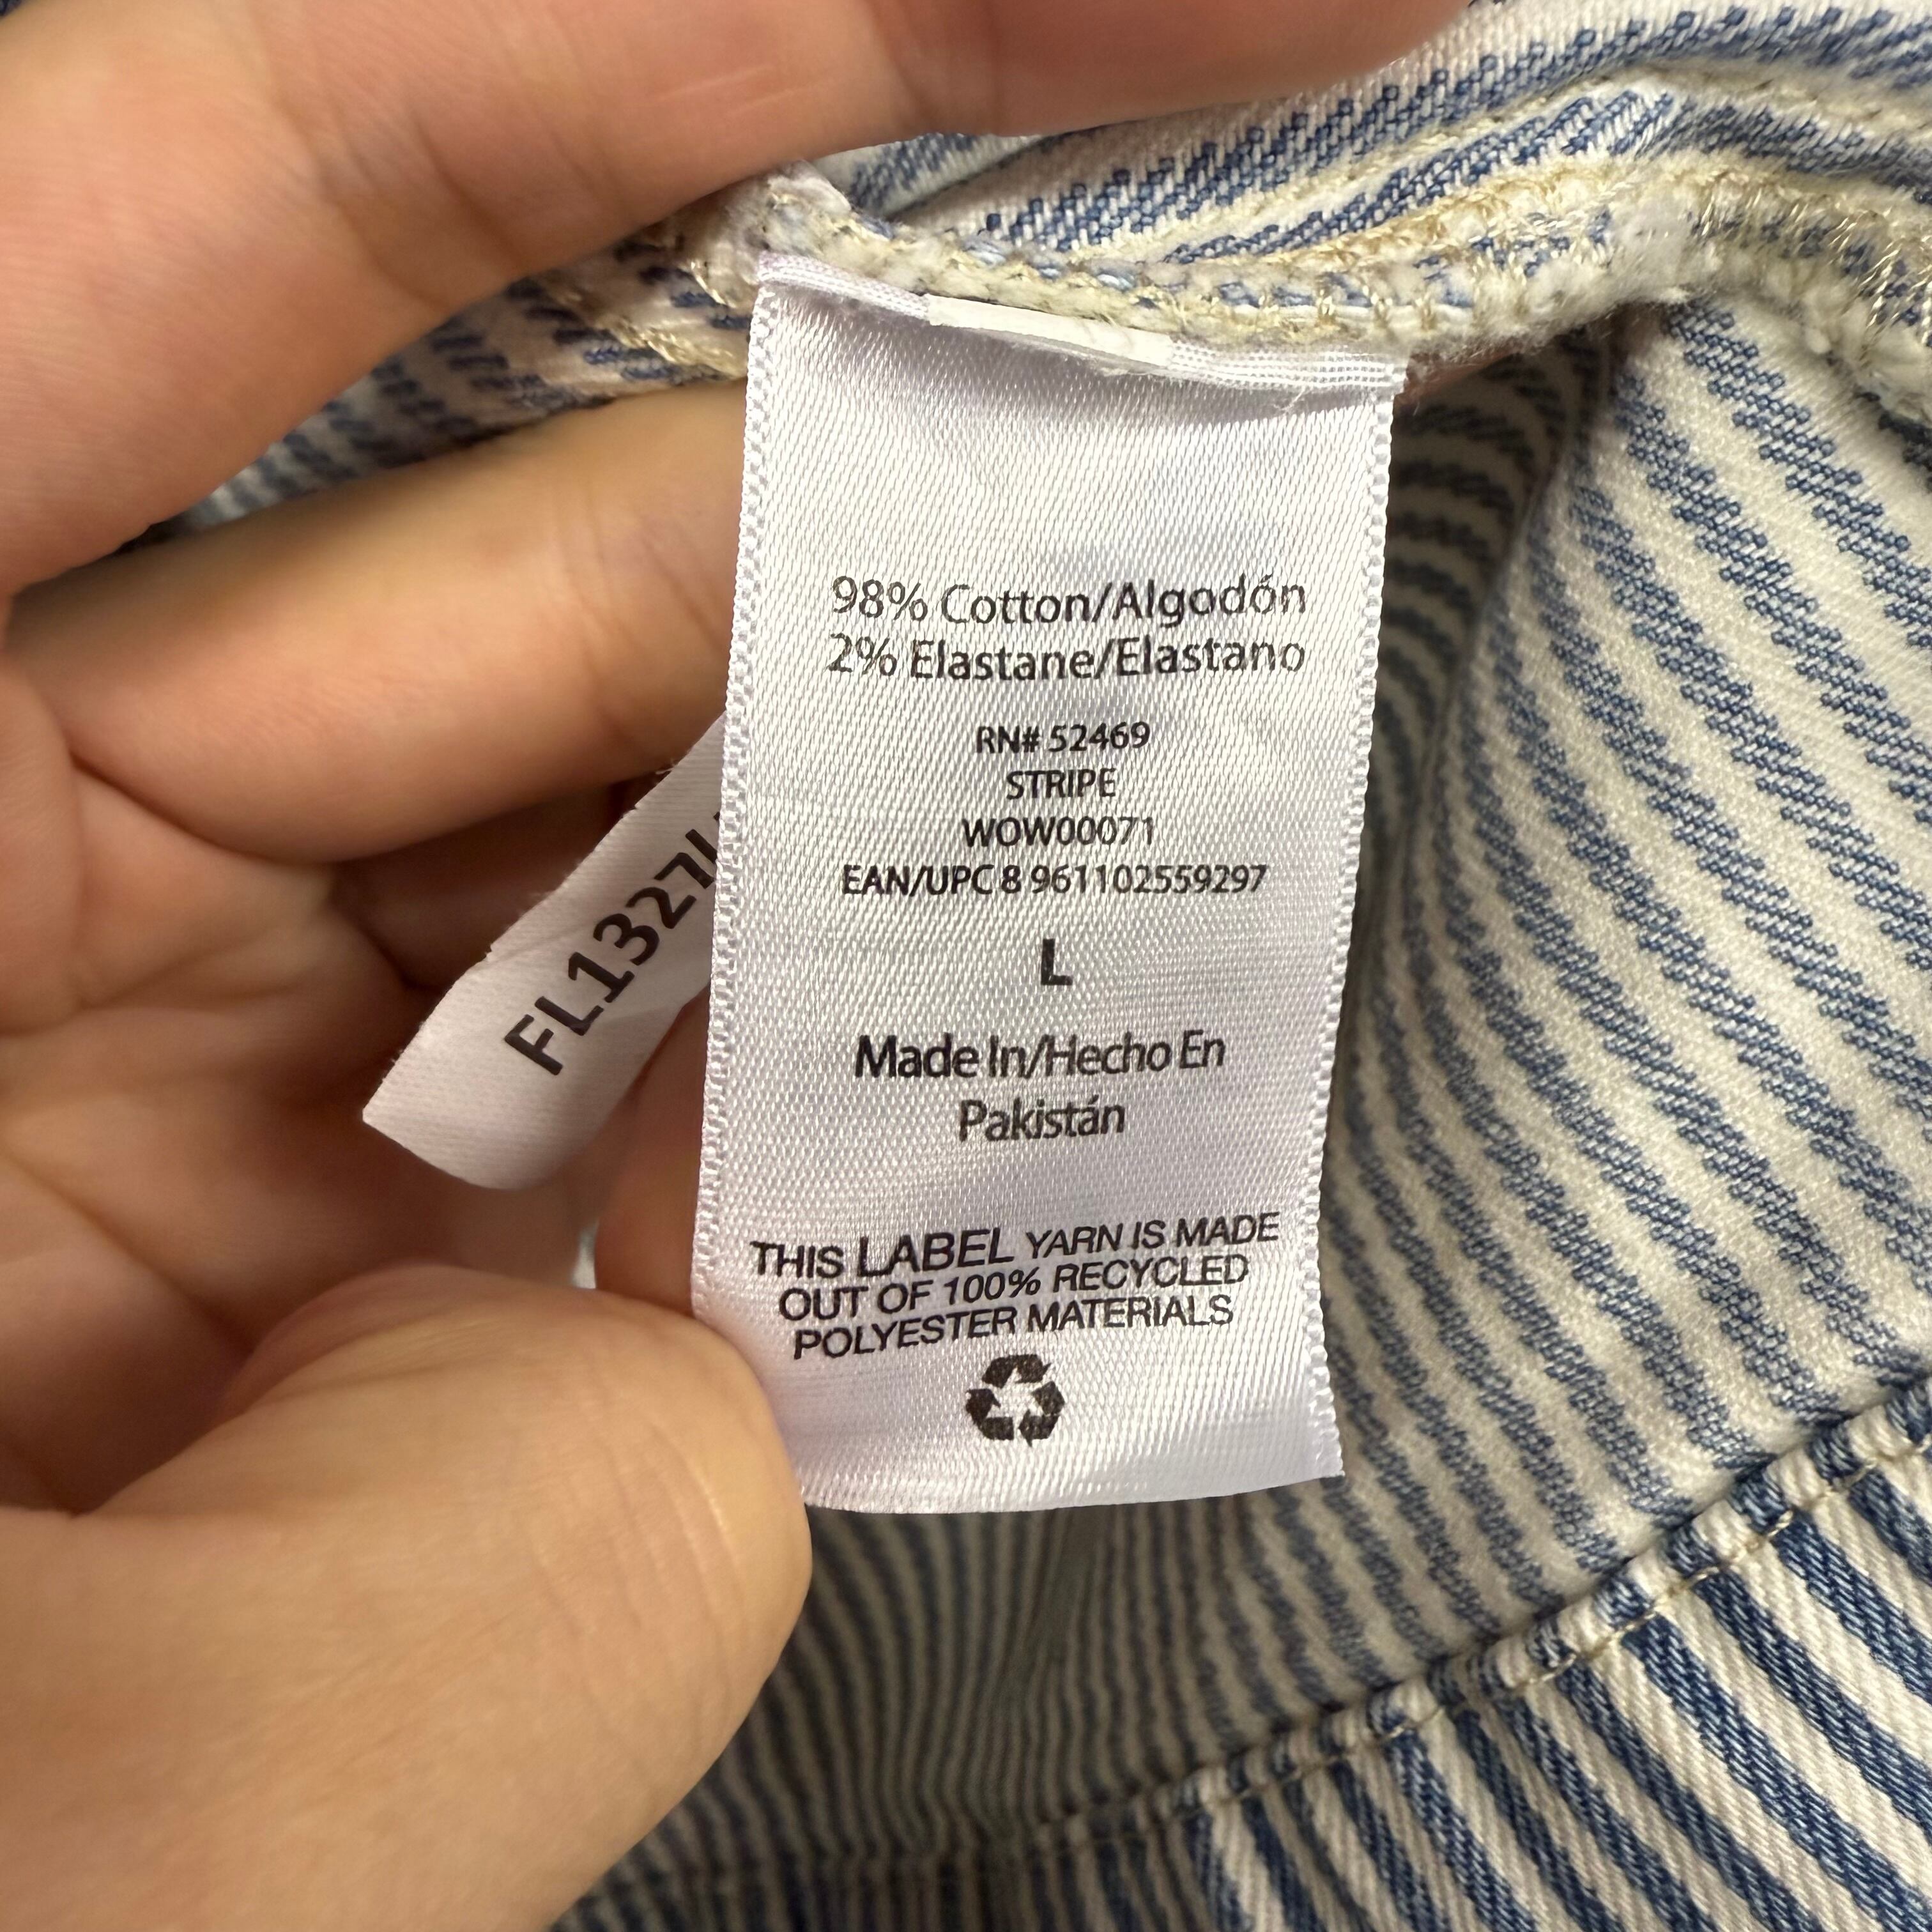 98% Cotton/Algodón
2% Elastane/Elastano
RN# 52469
STRIPE
WOW00071
EAN/UPC 8 961102559297
L
Made In/Hecho En
Pakistán
THIS LABEL YARN IS MADE
OUT OF 100% RECYCLED
POLYESTER MATERIALS
FL1327